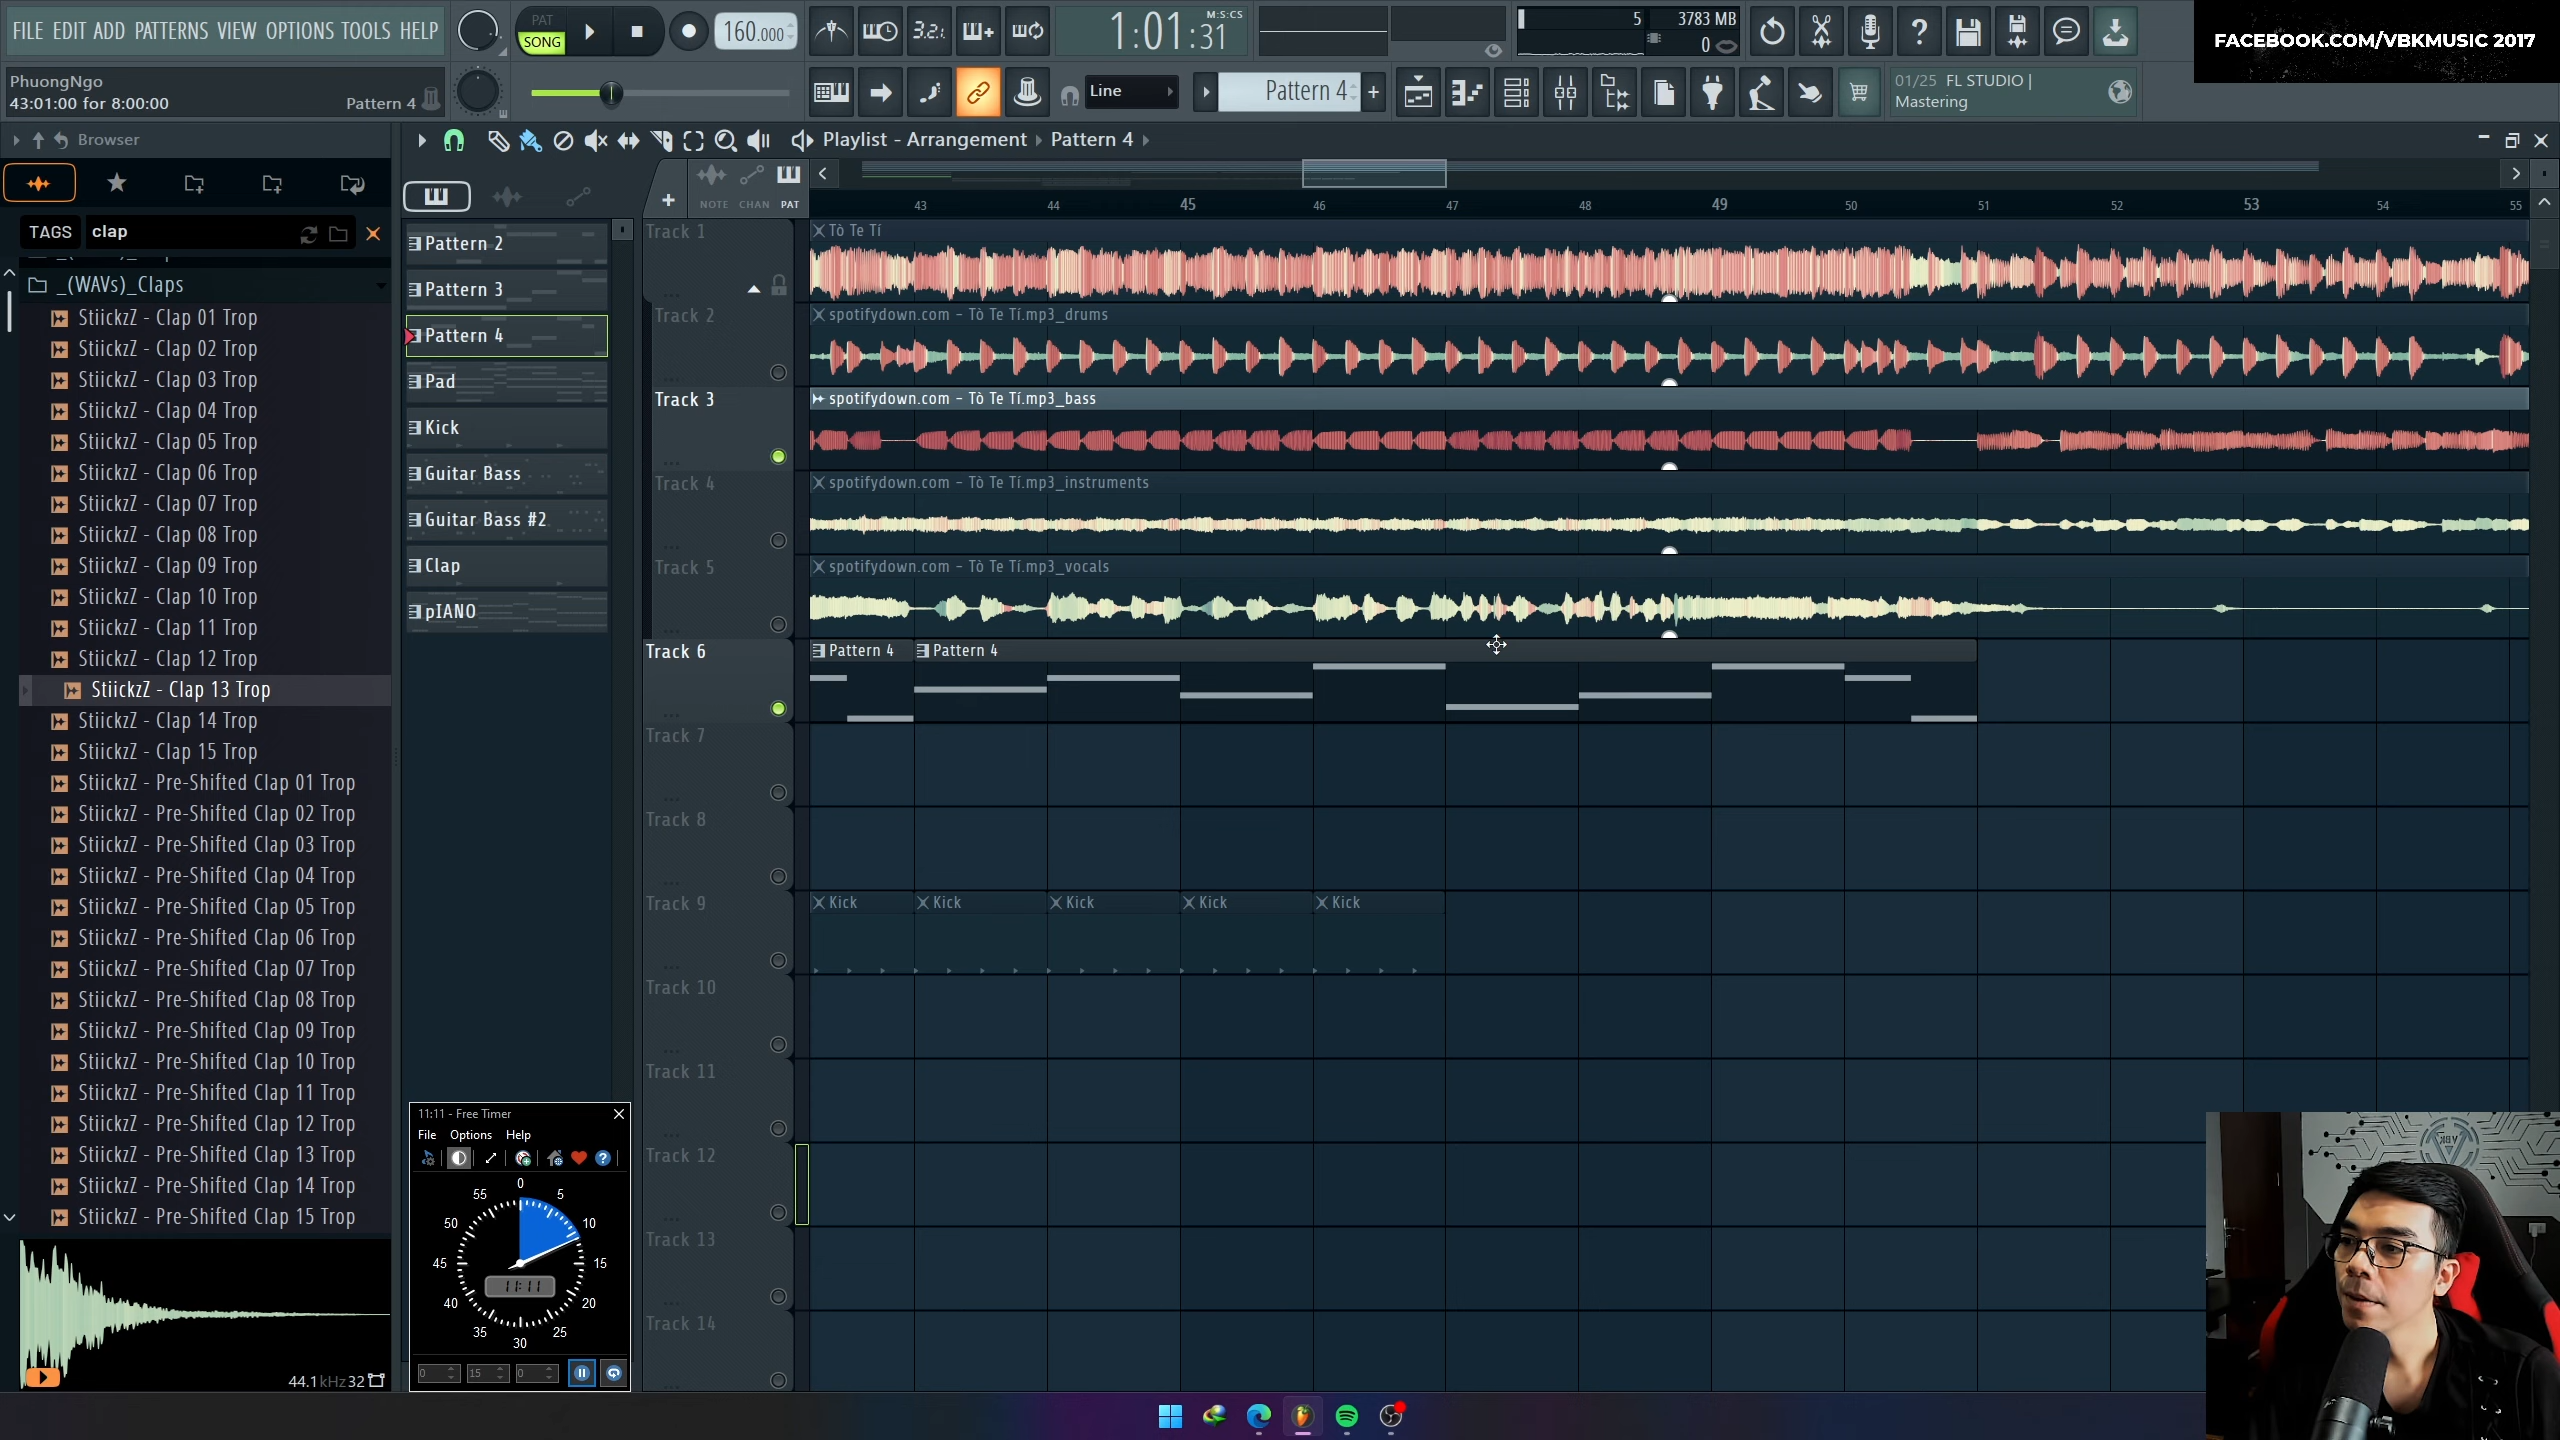 FILE EDIT ADD PATTERNS VIEW OPTIONS TOOLS HELP
PAT
SONG
160.000
3.2.1
1:01:31
M:S:CS
5
3783 MB
0
FACEBOOK.COM/VBKMUSIC 2017
PhuongNgo
43:01:00 for 8:00:00
Pattern 4
Line
Pattern 4
01/25 FL STUDIO |
Mastering
Browser
Playlist - Arrangement Pattern 4
NOTE CHAN PAT
TAGS clap
43 44 45 46 47 48 49 50 51 52 53 54 55
_(WAVs)_Claps
StiickzZ - Clap 01 Trop
StiickzZ - Clap 02 Trop
StiickzZ - Clap 03 Trop
StiickzZ - Clap 04 Trop
StiickzZ - Clap 05 Trop
StiickzZ - Clap 06 Trop
StiickzZ - Clap 07 Trop
StiickzZ - Clap 08 Trop
StiickzZ - Clap 09 Trop
StiickzZ - Clap 10 Trop
StiickzZ - Clap 11 Trop
StiickzZ - Clap 12 Trop
StiickzZ - Clap 13 Trop
StiickzZ - Clap 14 Trop
StiickzZ - Clap 15 Trop
StiickzZ - Pre-Shifted Clap 01 Trop
StiickzZ - Pre-Shifted Clap 02 Trop
StiickzZ - Pre-Shifted Clap 03 Trop
StiickzZ - Pre-Shifted Clap 04 Trop
StiickzZ - Pre-Shifted Clap 05 Trop
StiickzZ - Pre-Shifted Clap 06 Trop
StiickzZ - Pre-Shifted Clap 07 Trop
StiickzZ - Pre-Shifted Clap 08 Trop
StiickzZ - Pre-Shifted Clap 09 Trop
StiickzZ - Pre-Shifted Clap 10 Trop
StiickzZ - Pre-Shifted Clap 11 Trop
StiickzZ - Pre-Shifted Clap 12 Trop
StiickzZ - Pre-Shifted Clap 13 Trop
StiickzZ - Pre-Shifted Clap 14 Trop
StiickzZ - Pre-Shifted Clap 15 Trop
44.1kHz 32
Pattern 2
Pattern 3
Pattern 4
Pad
Kick
Guitar Bass
Guitar Bass #2
Clap
pIANO
Track 1
Tò Te Tí
Track 2
spotifydown.com - Tò Te Tí.mp3_drums
Track 3
spotifydown.com - Tò Te Tí.mp3_bass
Track 4
spotifydown.com - Tò Te Tí.mp3_instruments
Track 5
spotifydown.com - Tò Te Tí.mp3_vocals
Track 6
Pattern 4 Pattern 4
Track 7
Track 8
Track 9
Kick Kick Kick Kick Kick
Track 10
Track 11
Track 12
Track 13
Track 14
11:11 - Free Timer
File Options Help
0
55 5
50 10
45 15
40 20
35 25
30
11:11
0 15 0
VBK